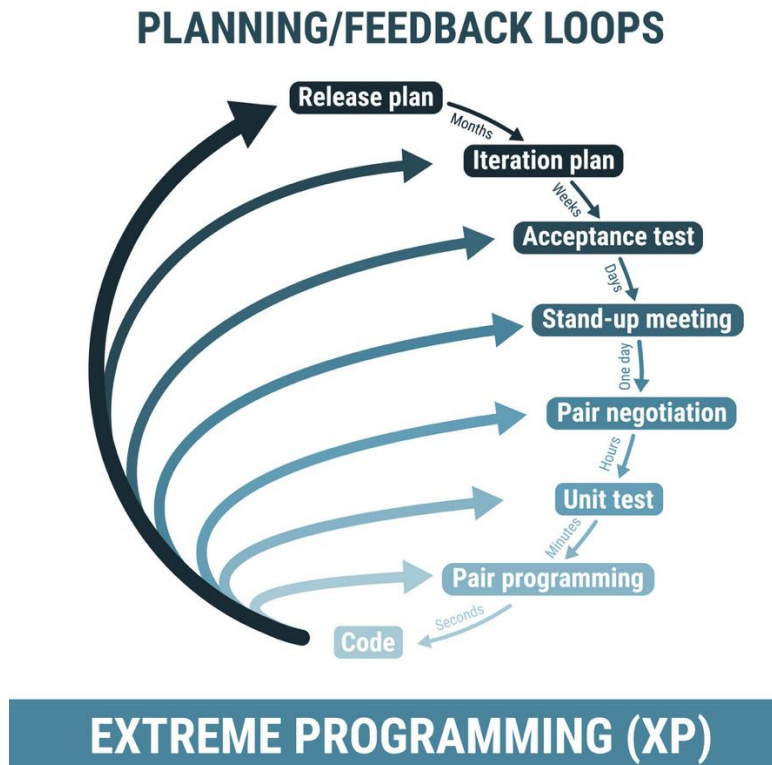 PLANNING/FEEDBACK LOOPS
Release plan
Months
Iteration plan
Weeks
Acceptance test
Days
Stand-up meeting
One day
Pair negotiation
Hours
Unit test
Minutes
Pair programming
Seconds
Code
EXTREME PROGRAMMING (XP)